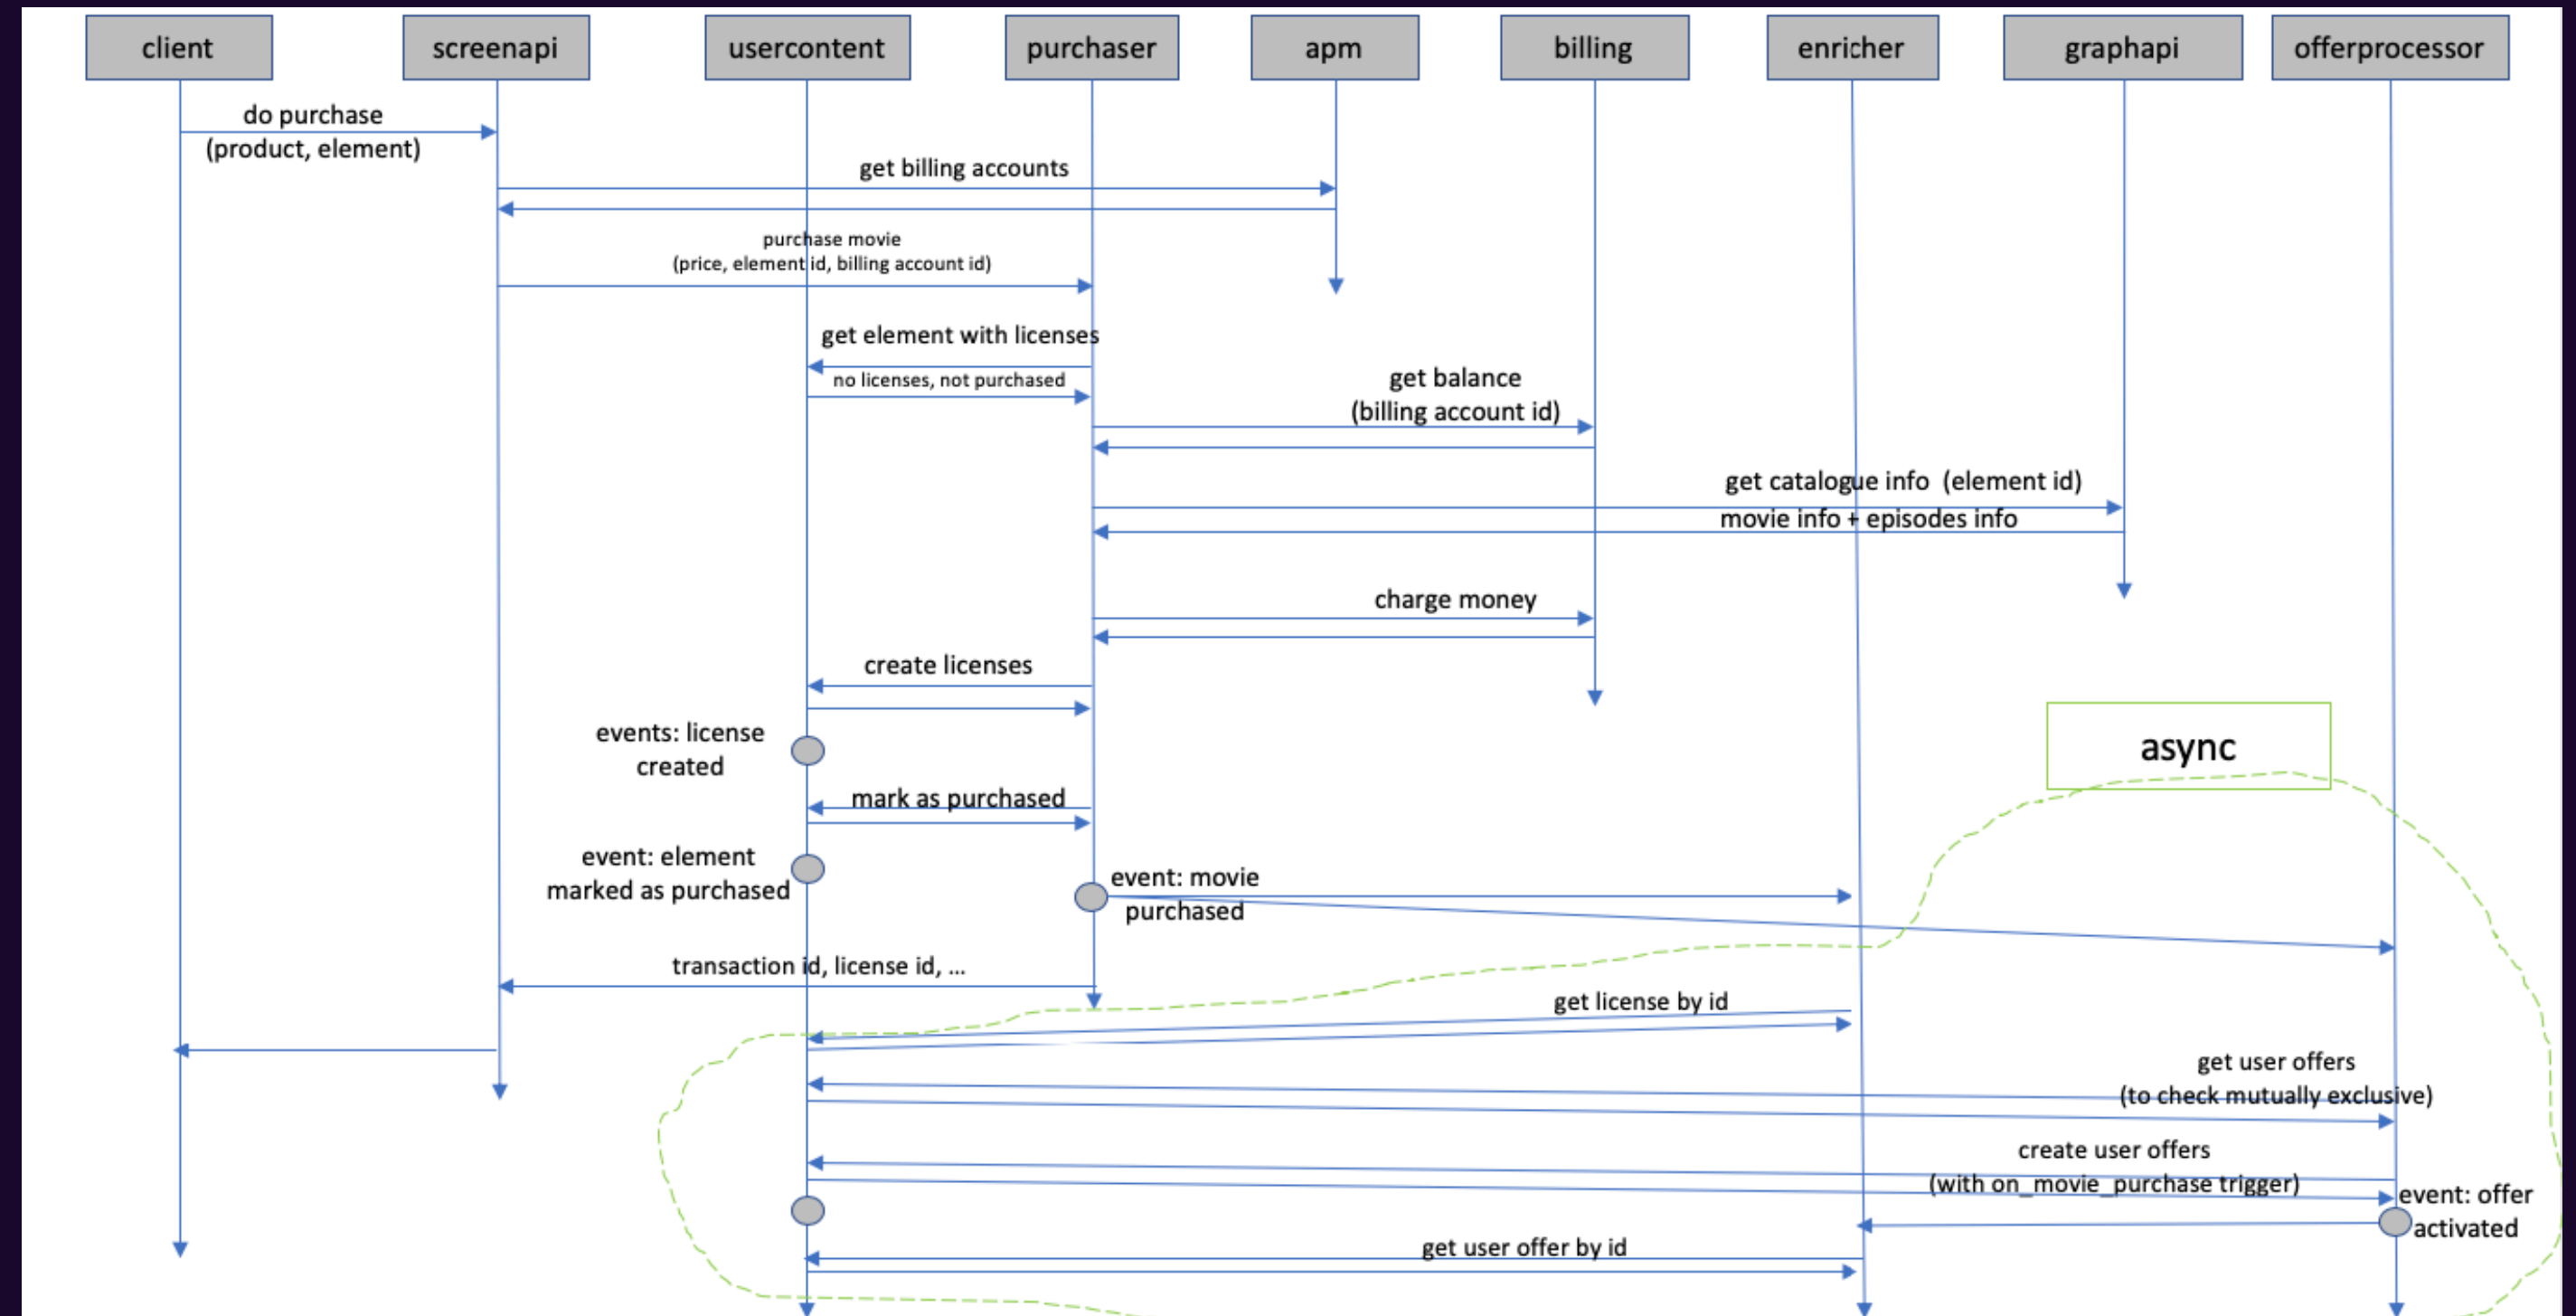 client
screenapi
usercontent
purchaser
apm
billing
enricher
graphapi
offerprocessor
do purchase
(product, element)
get billing accounts
purchase movie
(price, element id, billing account id)
get element with licenses
no licenses, not purchased
get balance
(billing account id)
get catalogue info (element id)
movie info + episodes info
charge money
create licenses
events: license
created
async
mark as purchased
event: element
marked as purchased
event: movie
purchased
transaction id, license id, ...
get license by id
get user offers
(to check mutually exclusive)
create user offers
(with on_movie_purchase trigger)
event: offer
activated
get user offer by id